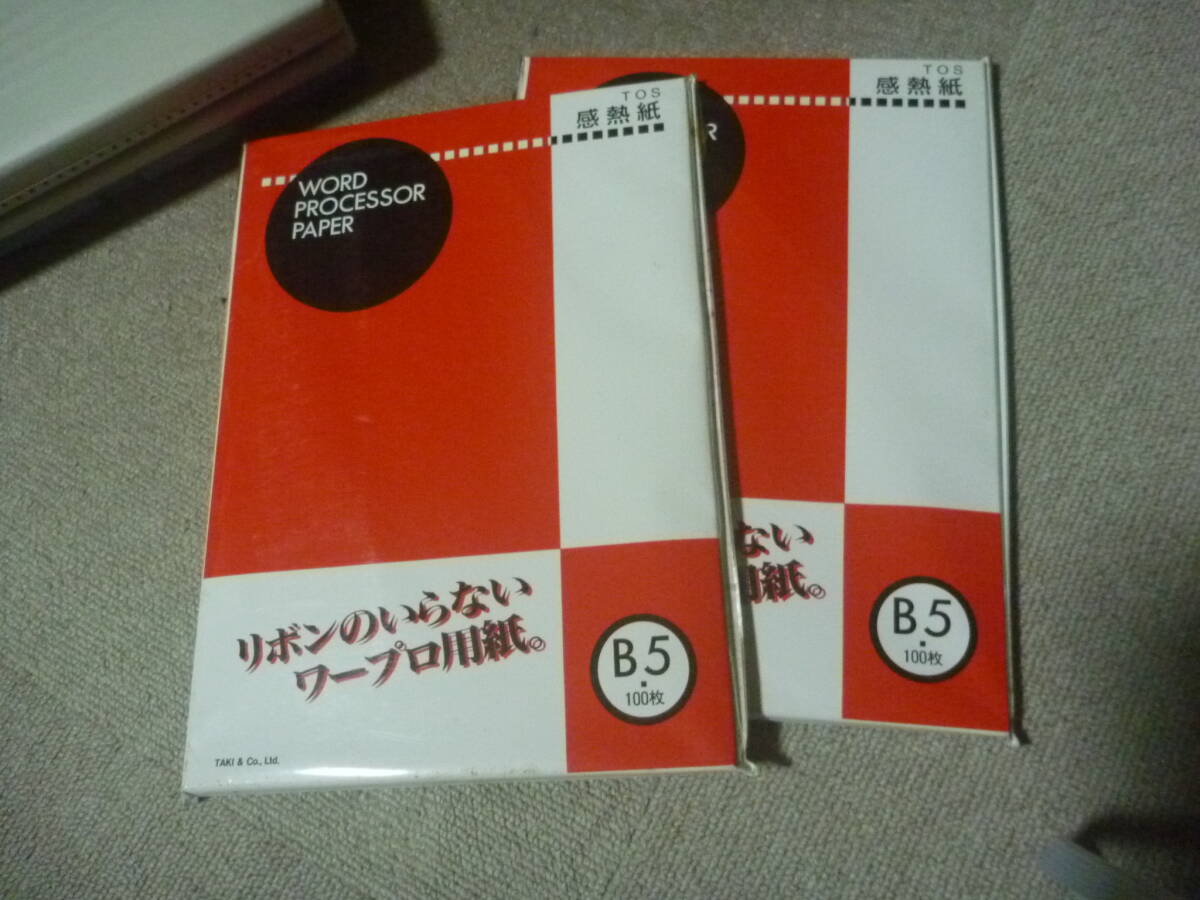 TOS
感熱紙
WORD
PROCESSOR
PAPER
リボンのいらない
ワープロ用紙。
B5
100枚
TAKI & Co., Ltd.
TOS
感熱紙
R
ない
用紙。
B5
100枚